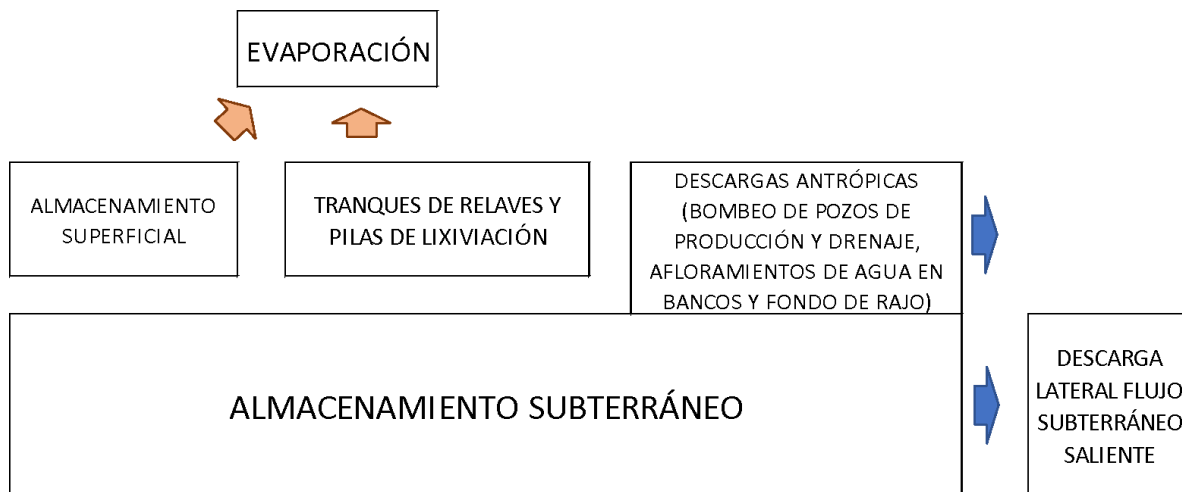 EVAPORACIÓN
ALMACENAMIENTO
SUPERFICIAL
TRANQUES DE RELAVES Y
PILAS DE LIXIVIACIÓN
DESCARGAS ANTRÓPICAS
(BOMBEO DE POZOS DE
PRODUCCIÓN Y DRENAJE,
AFLORAMIENTOS DE AGUA EN
BANCOS Y FONDO DE RAJO)
ALMACENAMIENTO SUBTERRÁNEO
DESCARGA
LATERAL FLUJO
SUBTERRÁNEO
SALIENTE